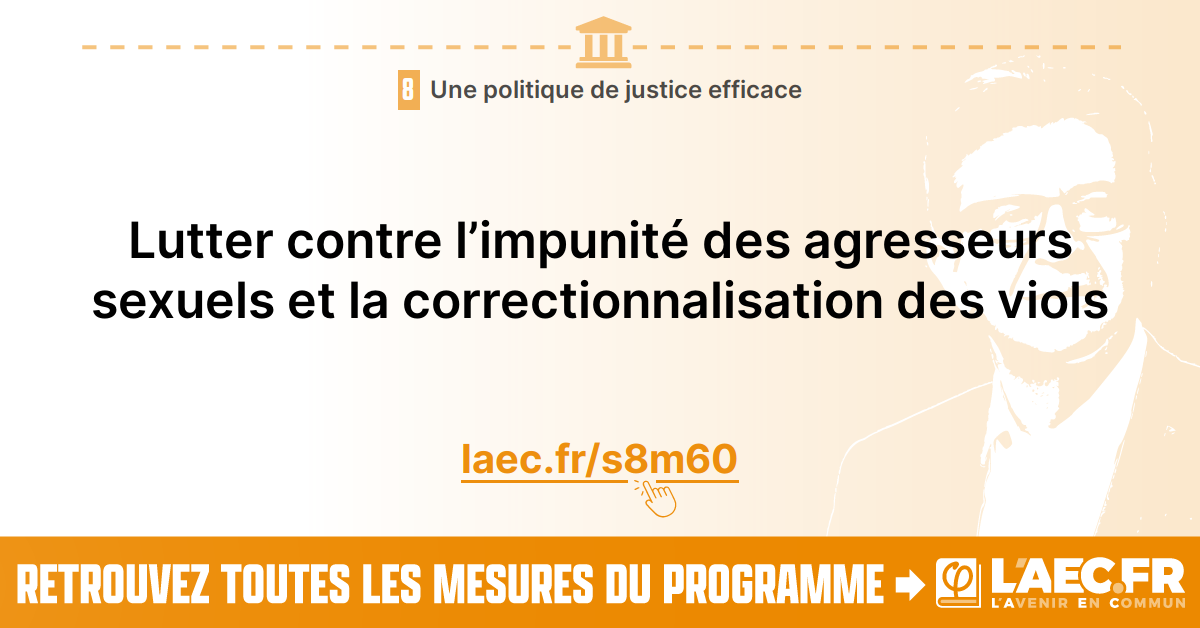 8 Une politique de justice efficace
Lutter contre l’impunité des agresseurs
sexuels et la correctionnalisation des viols
laec.fr/s8m60
RETROUVEZ TOUTES LES MESURES DU PROGRAMME
φ L'AEC.FR
L'AVENIR EN COMMUN